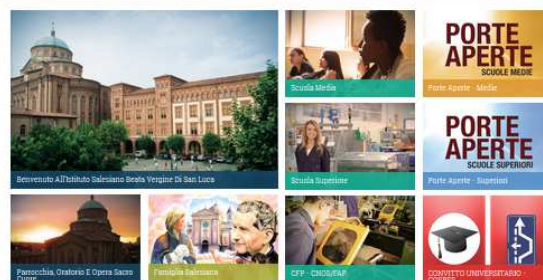 Benvenuto All'Istituto Salesiano Beata Vergine Di San Luca
Scuola Media
PORTE
APERTE
SCUOLE MEDIE
Porte Aperte - Medie
Scuola Superiore
PORTE
APERTE
SCUOLE SUPERIORI
Porte Aperte - Superiori
Parrocchia, Oratorio E Opera Sacro
Cuore
Famiglia Salesiana
CFP - CNOS/FAP
CONVITTO UNIVERSITARIO -